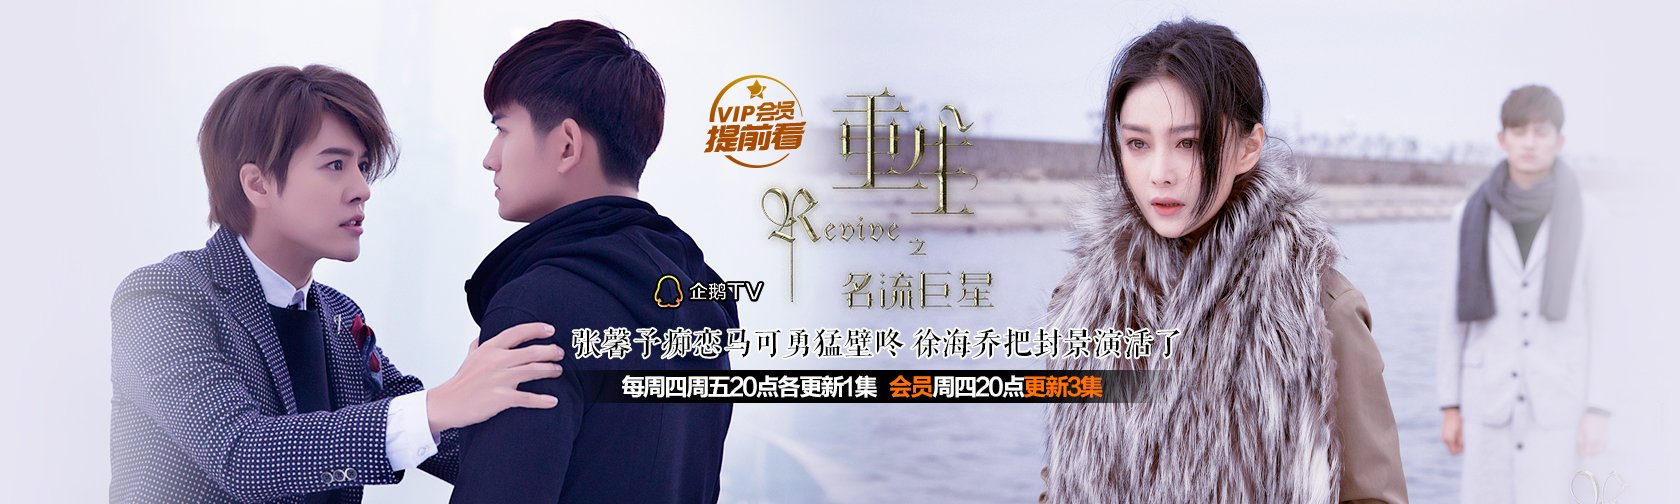 VIP会员
提前看
重生
Revive
之
名流巨星
企鹅TV
张馨予痴恋马可勇猛壁咚 徐海乔把封景演活了
每周四周五20点各更新1集 会员周四20点更新3集